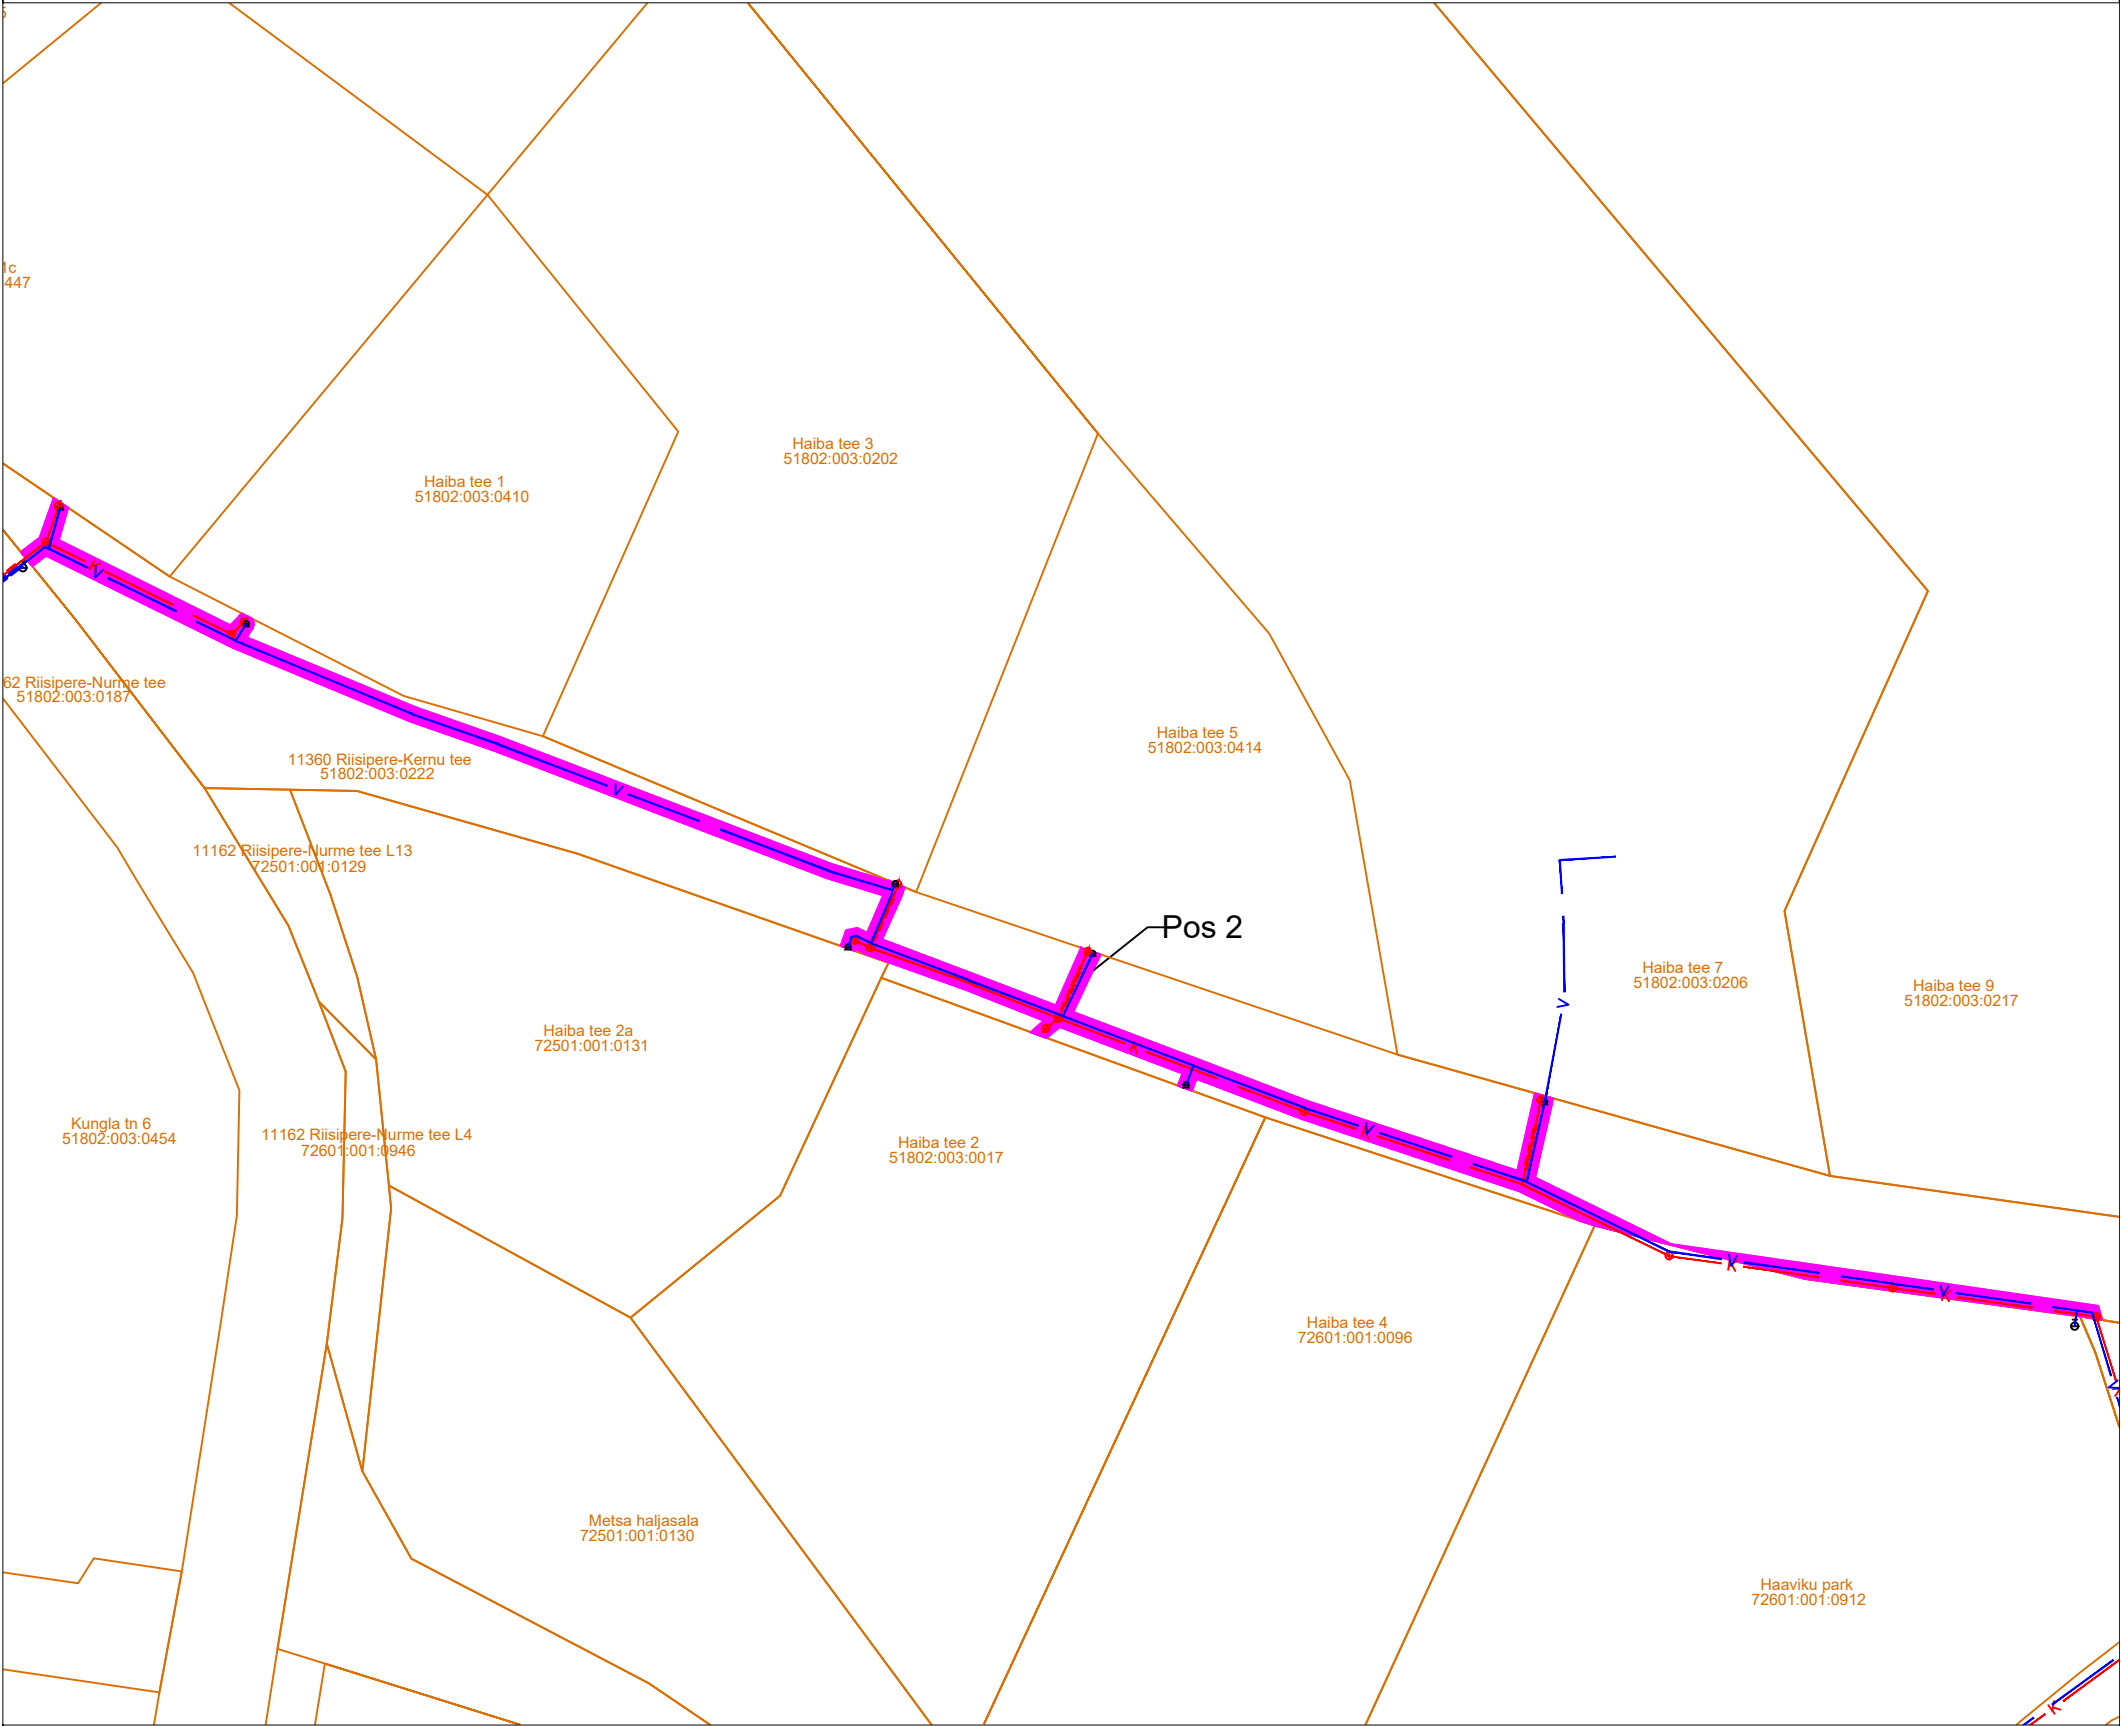 1c
447
Haiba tee 3
51802:003:0202
Haiba tee 1
51802:003:0410
62 Riisipere-Nurme tee
51802:003:0187
Haiba tee 5
51802:003:0414
11360 Riisipere-Kernu tee
51802:003:0222
V
V
11162 Riisipere-Nurme tee L13
72501:001:0129
Pos 2
Haiba tee 7
51802:003:0206
Haiba tee 9
51802:003:0217
V
Haiba tee 2a
72501:001:0131
Kungla tn 6
51802:003:0454
11162 Riisipere-Nurme tee L4
72601:001:0946
Haiba tee 2
51802:003:0017
V
K
V
K
V
K
Haiba tee 4
72601:001:0096
Metsa haljasala
72501:001:0130
Haaviku park
72601:001:0912
K